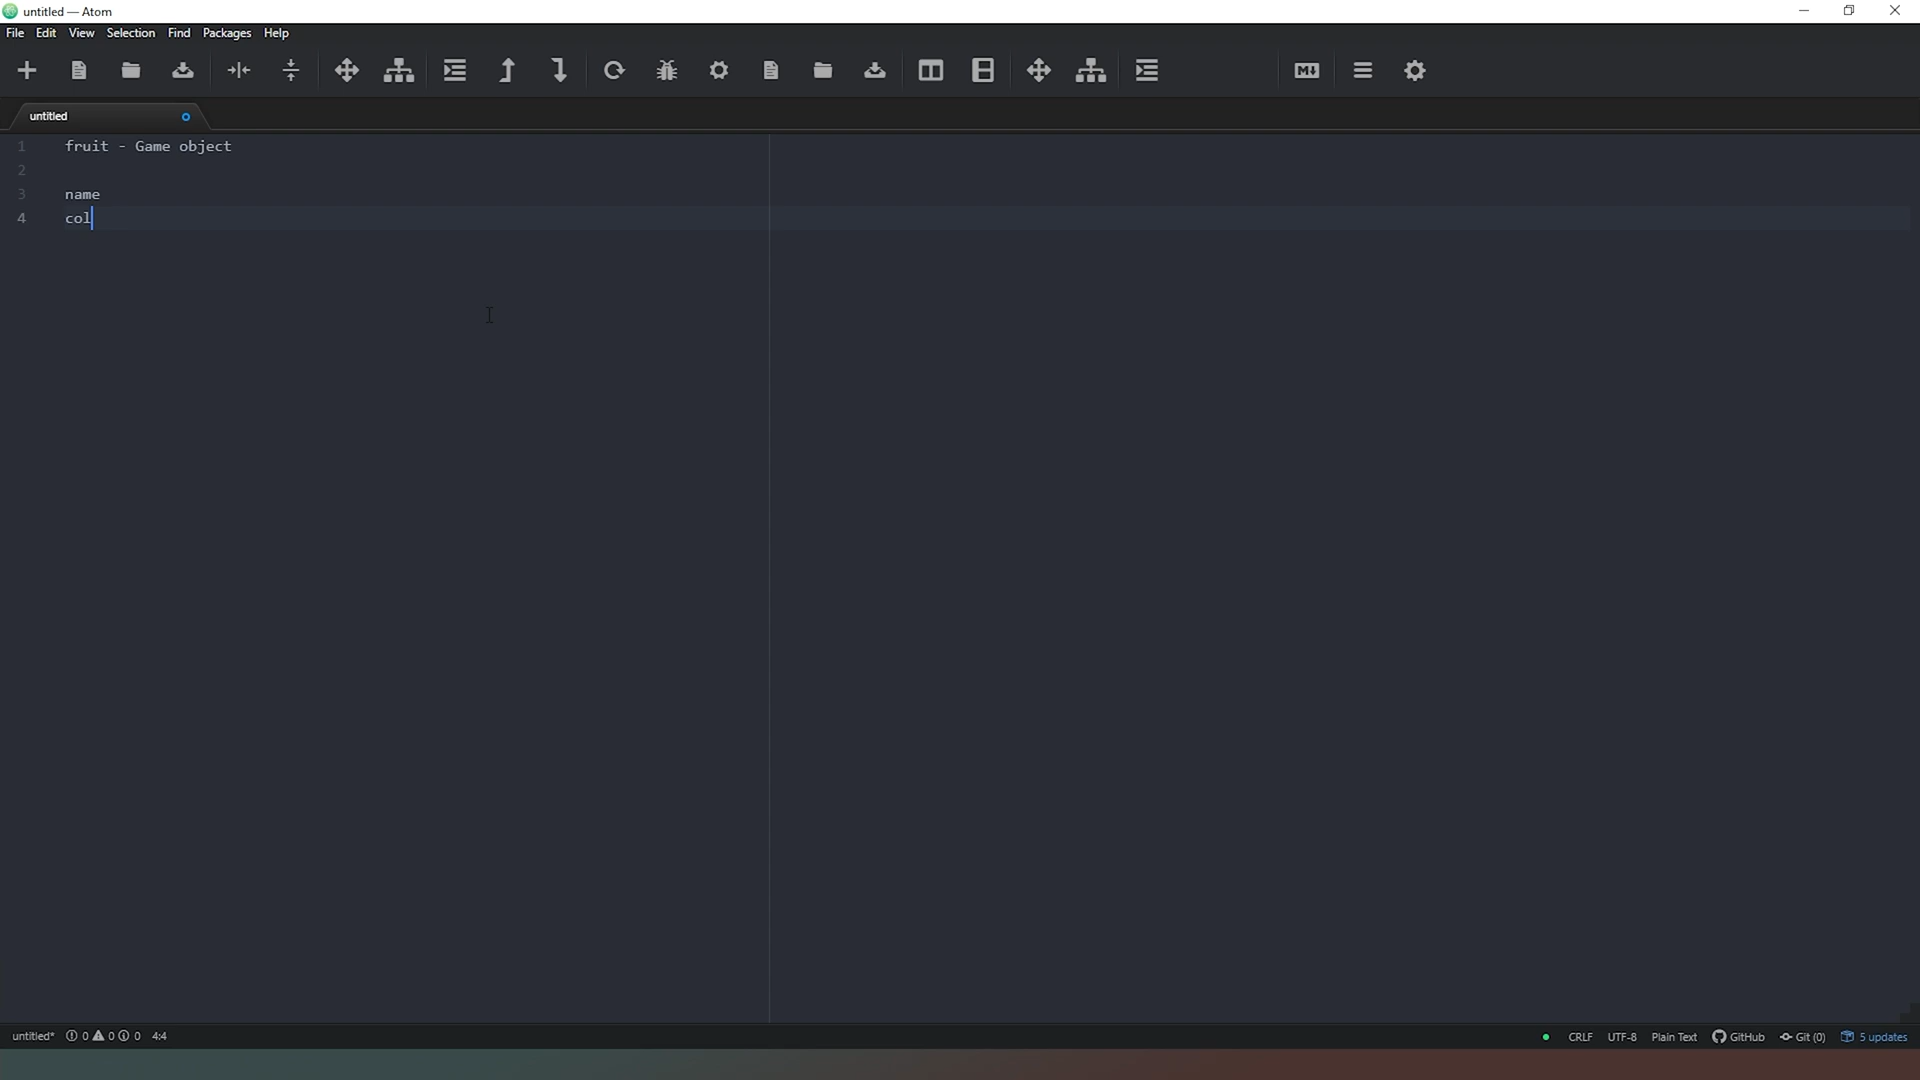 untitled — Atom
File Edit View Selection Find Packages Help
M↓
untitled
1 fruit - Game object
2
3 name
4 col
untitled* 0 0 0 4:4 CRLF UTF-8 Plain Text GitHub Git (0) 5 updates